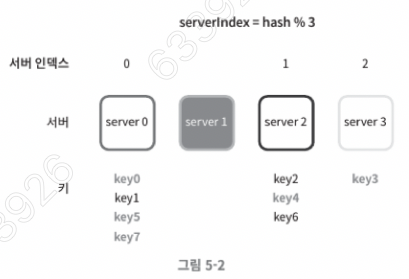 serverIndex = hash % 3
서버 인덱스 0 1 2
서버 server 0 server 1 server 2 server 3
키 key0 key2 key3
key1 key4
key5 key6
key7
그림 5-2